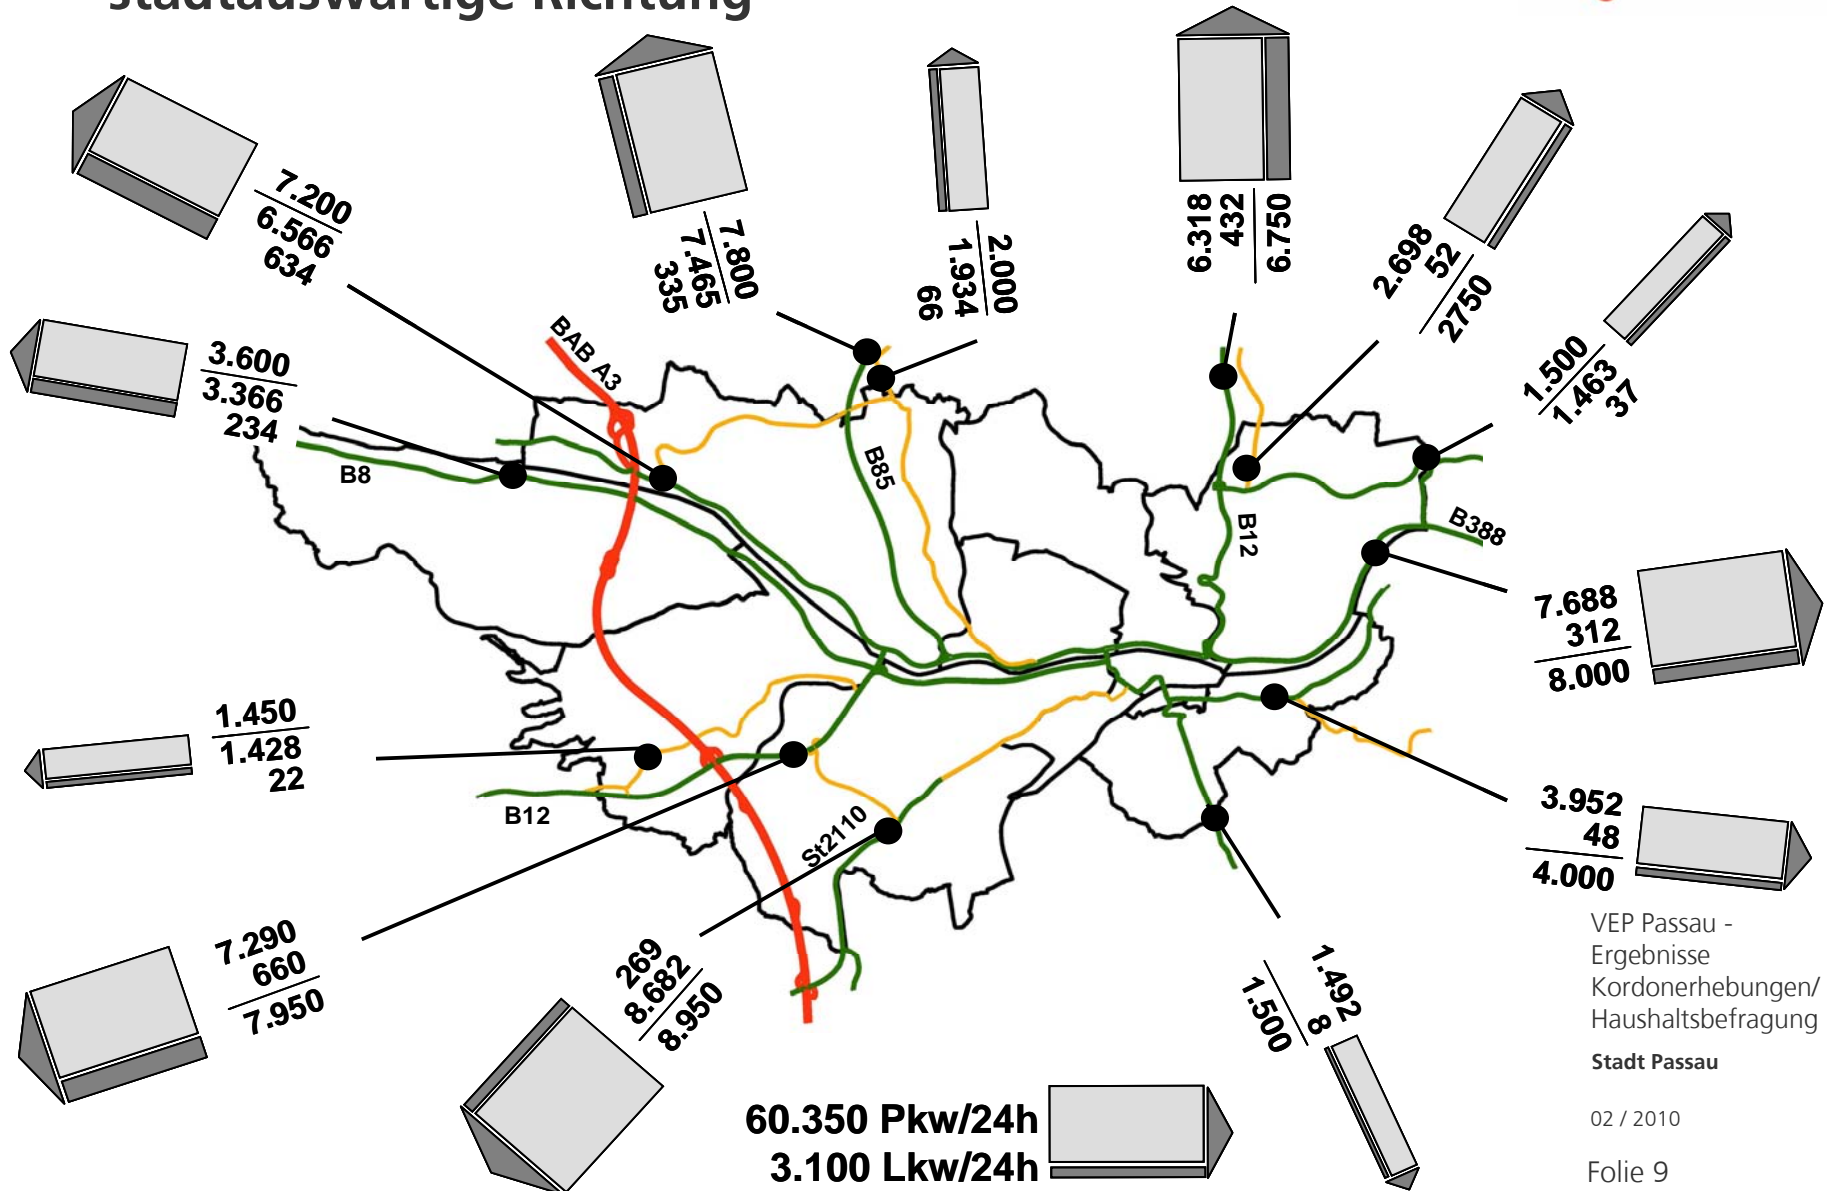 stadtauswärtige Richtung
7.200
6.566
634
7.800
7.465
335
2.000
1.934
66
6.318
432
6.750
2.698
52
2750
1.500
1.463
37
3.600
3.366
234
BAB A3
B8
B85
B12
B388
7.688
312
8.000
1.450
1.428
22
B12
St2110
3.952
48
4.000
7.290
660
7.950
269
8.682
8.950
1.492
8
1.500
60.350 Pkw/24h
3.100 Lkw/24h
VEP Passau -
Ergebnisse
Kordonerhebungen/
Haushaltsbefragung
Stadt Passau
02 / 2010
Folie 9